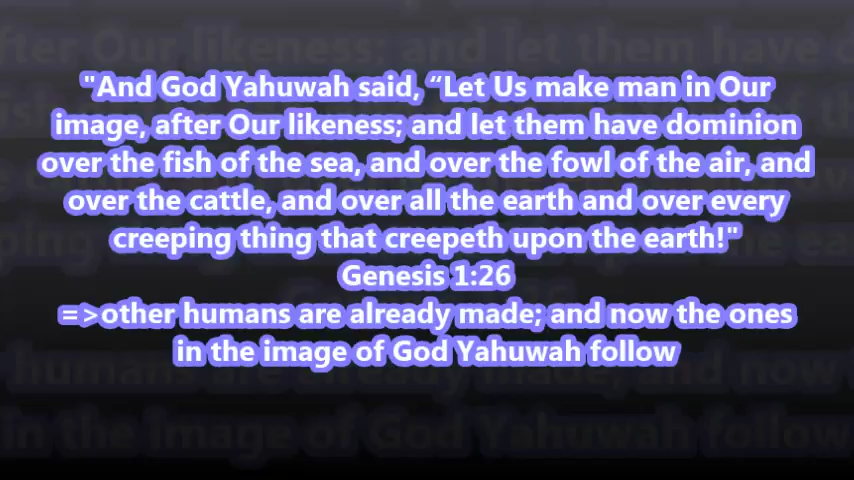 "And God Yahuwah said, “Let Us make man in Our
image, after Our likeness; and let them have dominion
over the fish of the sea, and over the fowl of the air, and
over the cattle, and over all the earth and over every
creeping thing that creepeth upon the earth!"
Genesis 1:26
=>other humans are already made; and now the ones
in the image of God Yahuwah follow